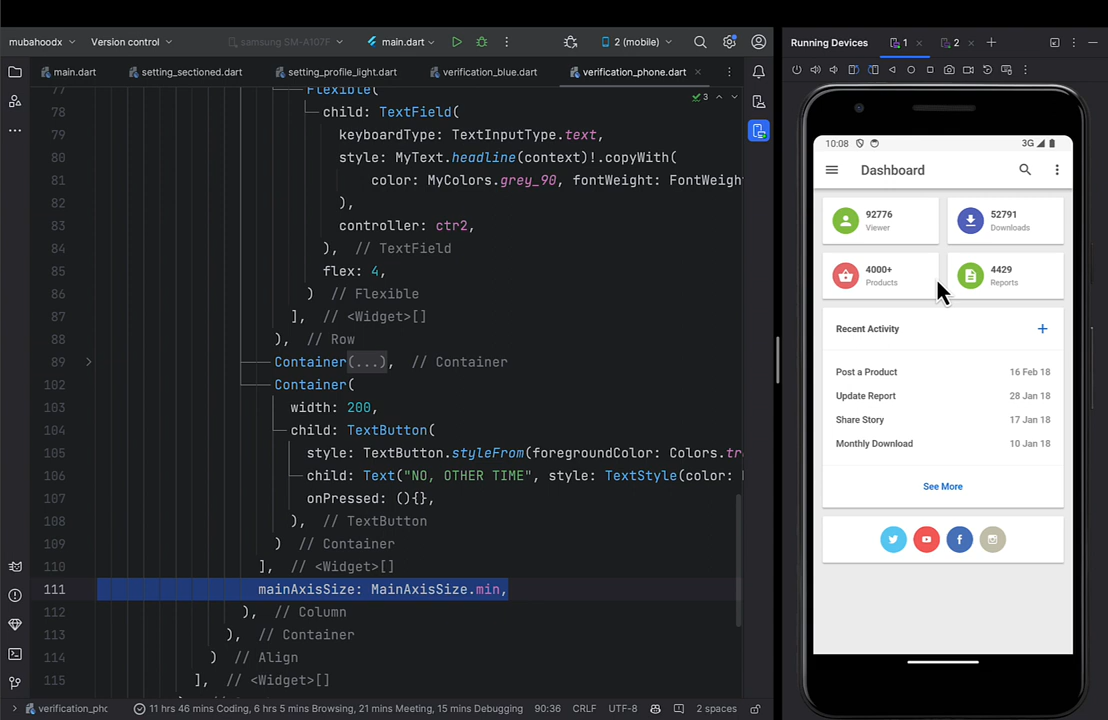 mubahoodx
Version control
samsung SM-A107F
main.dart
2 (mobile)
Running Devices
1
2
main.dart
setting_sectioned.dart
setting_profile_light.dart
verification_blue.dart
verification_phone.dart
77 Flexible(
3
78 child: TextField(
79 keyboardType: TextInputType.text,
80 style: MyText.headline(context)!.copyWith(
81 color: MyColors.grey_90, fontWeight: FontWeight
82 ),
83 controller: ctr2,
84 ), // TextField
85 flex: 4,
86 ) // Flexible
87 ], // <Widget>[]
88 ), // Row
89 Container(...), // Container
102 Container(
103 width: 200,
104 child: TextButton(
105 style: TextButton.styleFrom(foregroundColor: Colors.tr
106 child: Text("NO, OTHER TIME", style: TextStyle(color:
107 onPressed: (){},
108 ), // TextButton
109 ) // Container
110 ], // <Widget>[]
111 mainAxisSize: MainAxisSize.min,
112 ), // Column
113 ), // Container
114 ) // Align
115 ], // <Widget>[]
verification_pho
11 hrs 46 mins Coding, 6 hrs 5 mins Browsing, 21 mins Meeting, 15 mins Debugging
90:36
CRLF
UTF-8
2 spaces
10:08
3G
Dashboard
92776
Viewer
52791
Downloads
4000+
Products
4429
Reports
Recent Activity
Post a Product 16 Feb 18
Update Report 28 Jan 18
Share Story 17 Jan 18
Monthly Download 10 Jan 18
See More